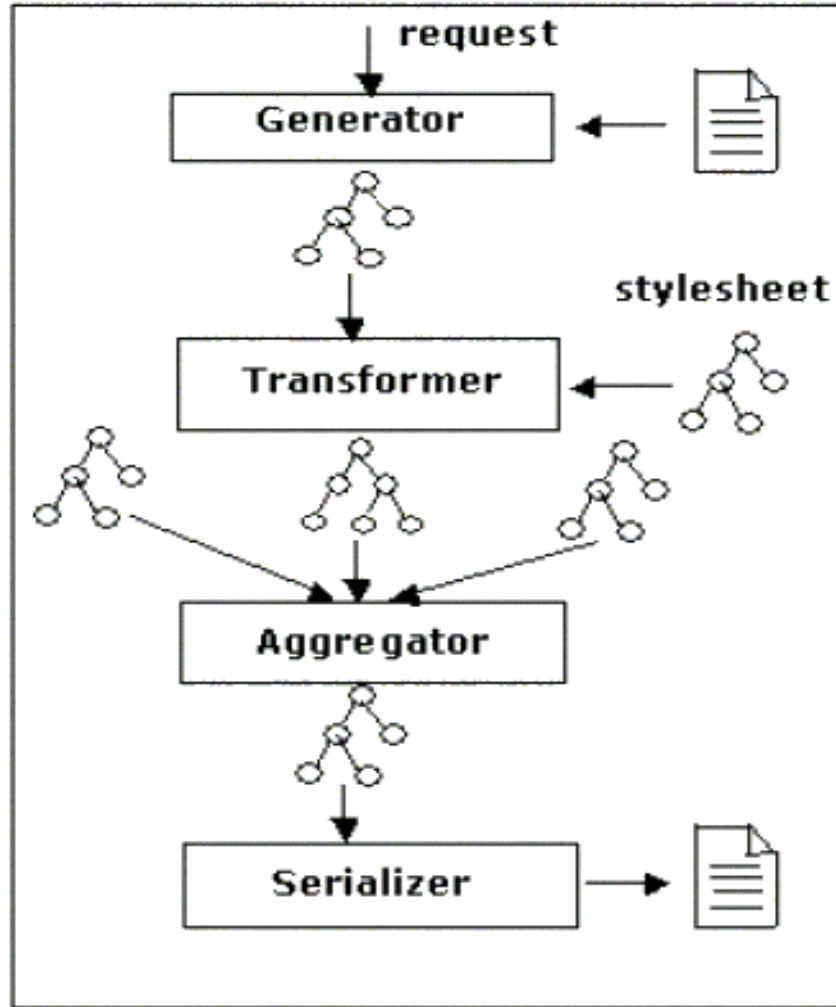 request
Generator
stylesheet
Transformer
Aggregator
Serializer